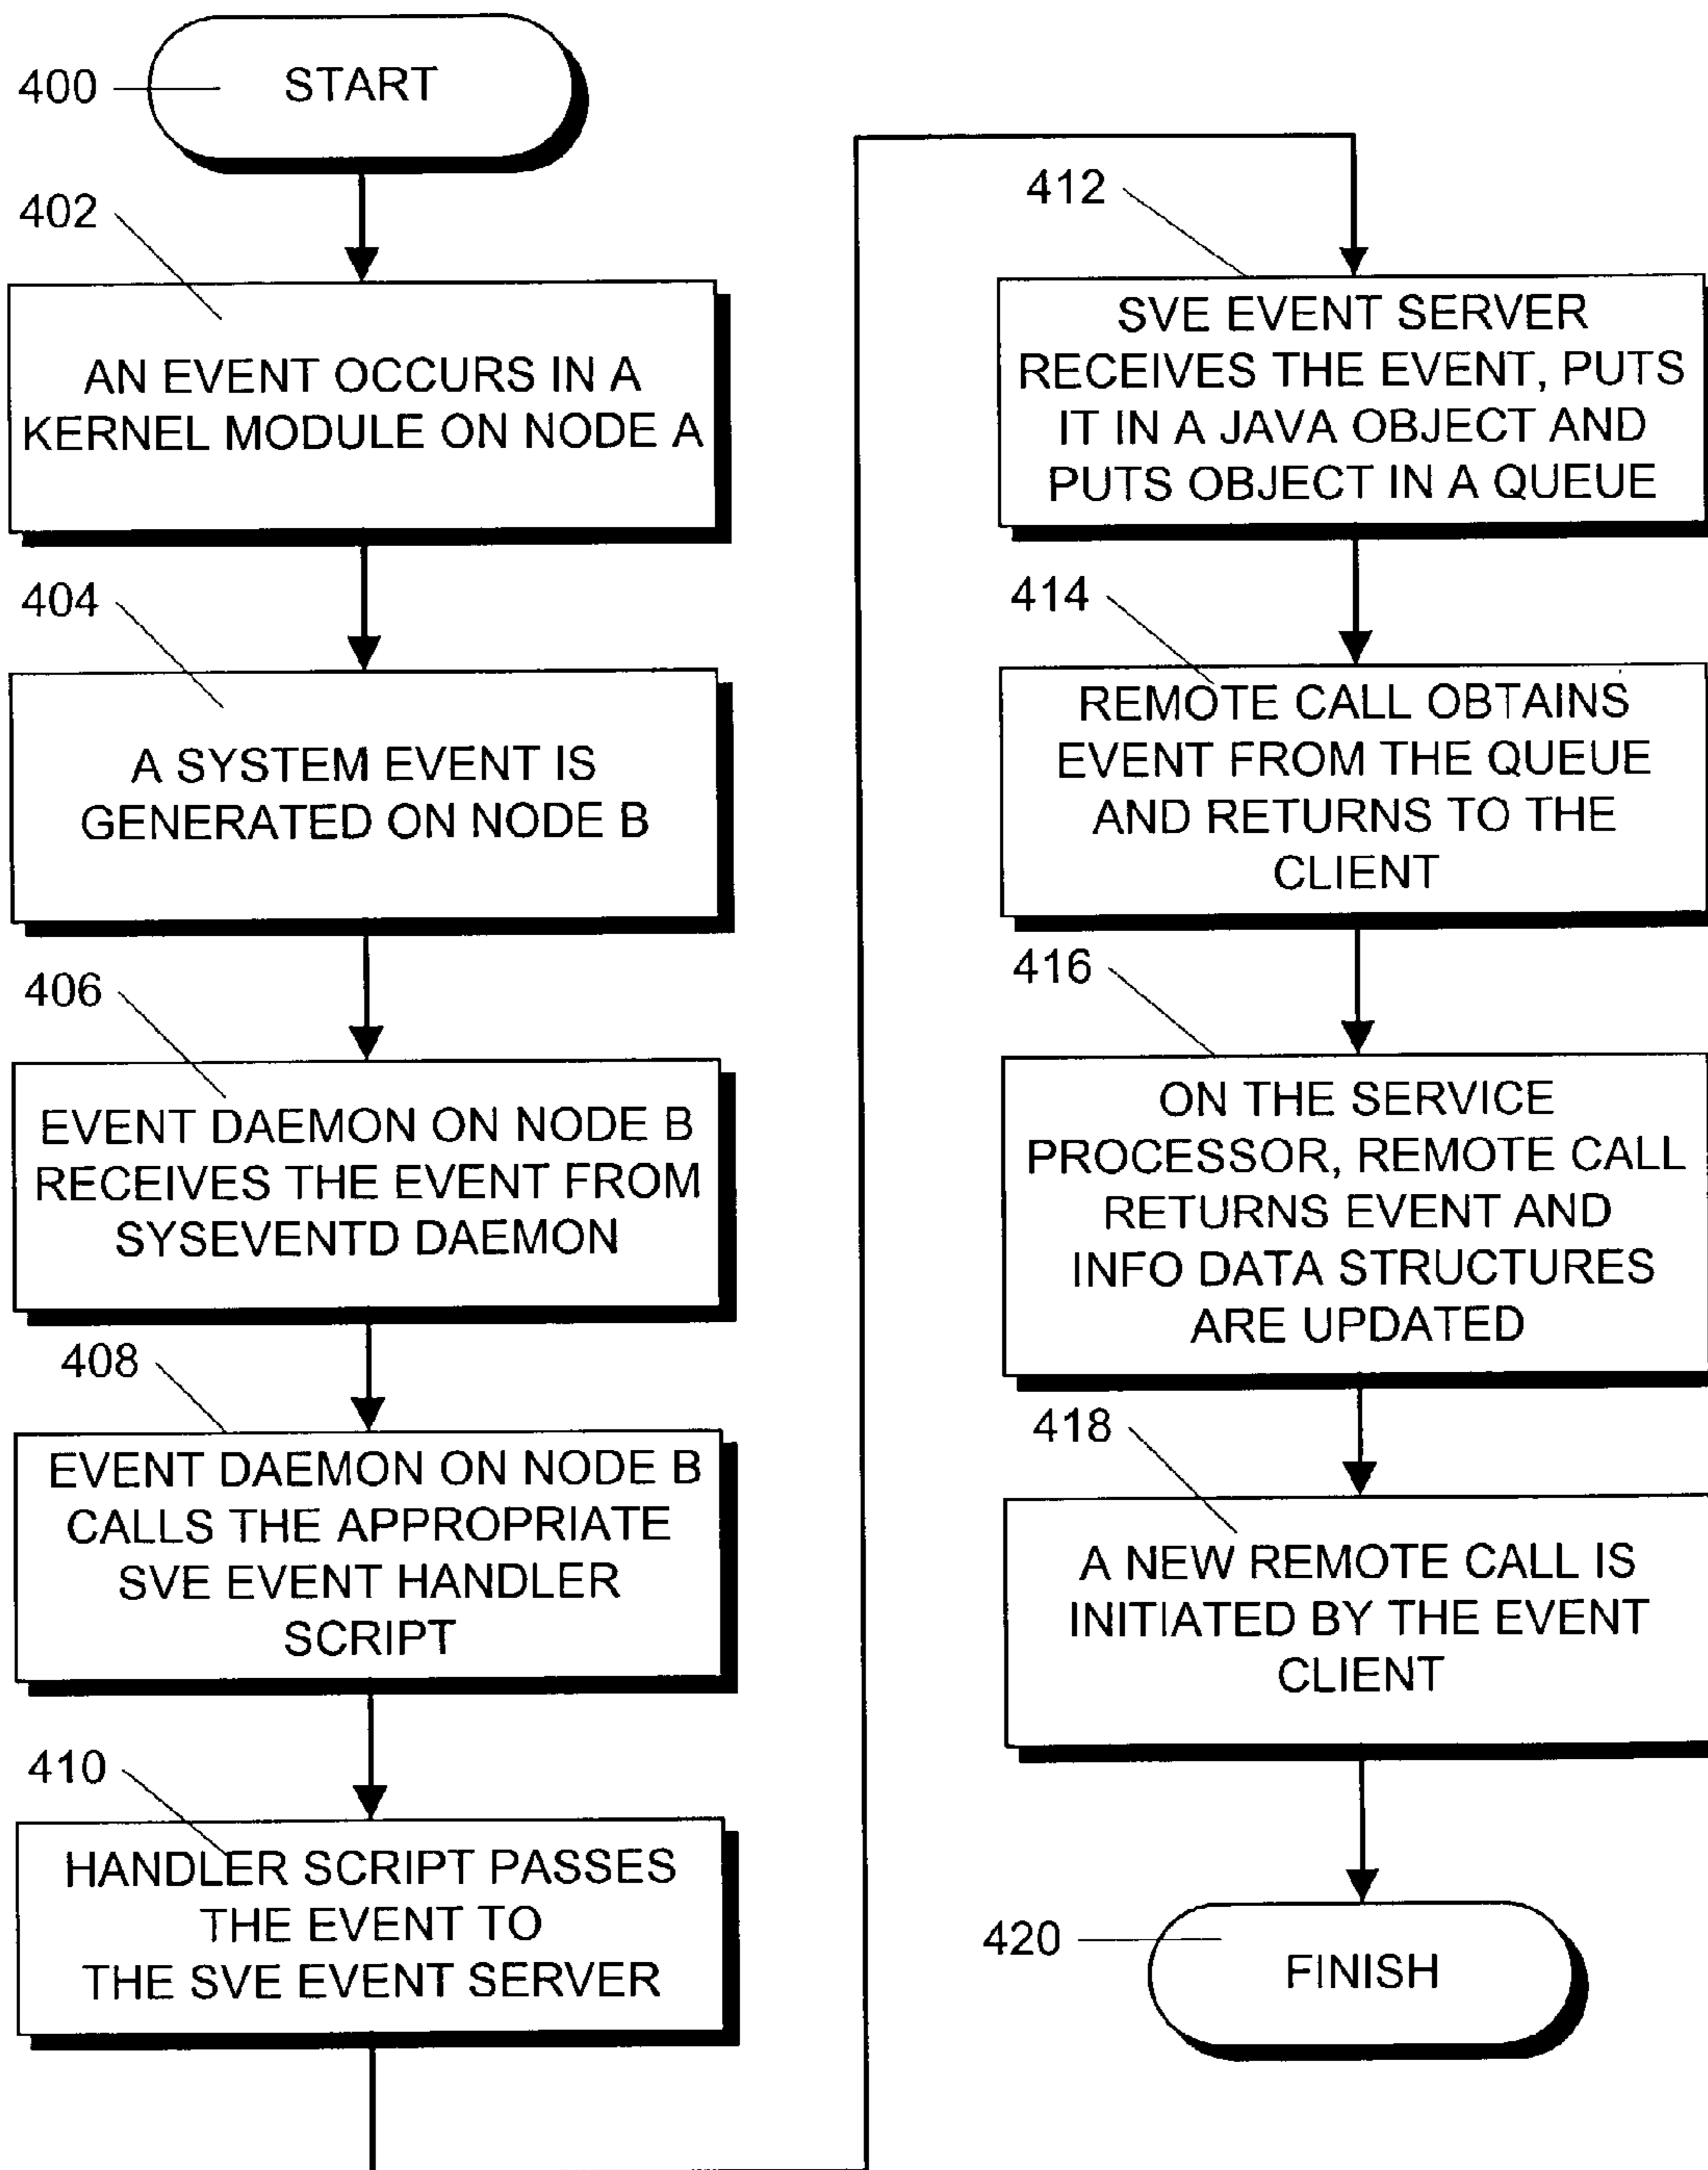 400
START
402
AN EVENT OCCURS IN A
KERNEL MODULE ON NODE A
404
A SYSTEM EVENT IS
GENERATED ON NODE B
406
EVENT DAEMON ON NODE B
RECEIVES THE EVENT FROM
SYSEVENTD DAEMON
408
EVENT DAEMON ON NODE B
CALLS THE APPROPRIATE
SVE EVENT HANDLER
SCRIPT
410
HANDLER SCRIPT PASSES
THE EVENT TO
THE SVE EVENT SERVER
412
SVE EVENT SERVER
RECEIVES THE EVENT, PUTS
IT IN A JAVA OBJECT AND
PUTS OBJECT IN A QUEUE
414
REMOTE CALL OBTAINS
EVENT FROM THE QUEUE
AND RETURNS TO THE
CLIENT
416
ON THE SERVICE
PROCESSOR, REMOTE CALL
RETURNS EVENT AND
INFO DATA STRUCTURES
ARE UPDATED
418
A NEW REMOTE CALL IS
INITIATED BY THE EVENT
CLIENT
420
FINISH